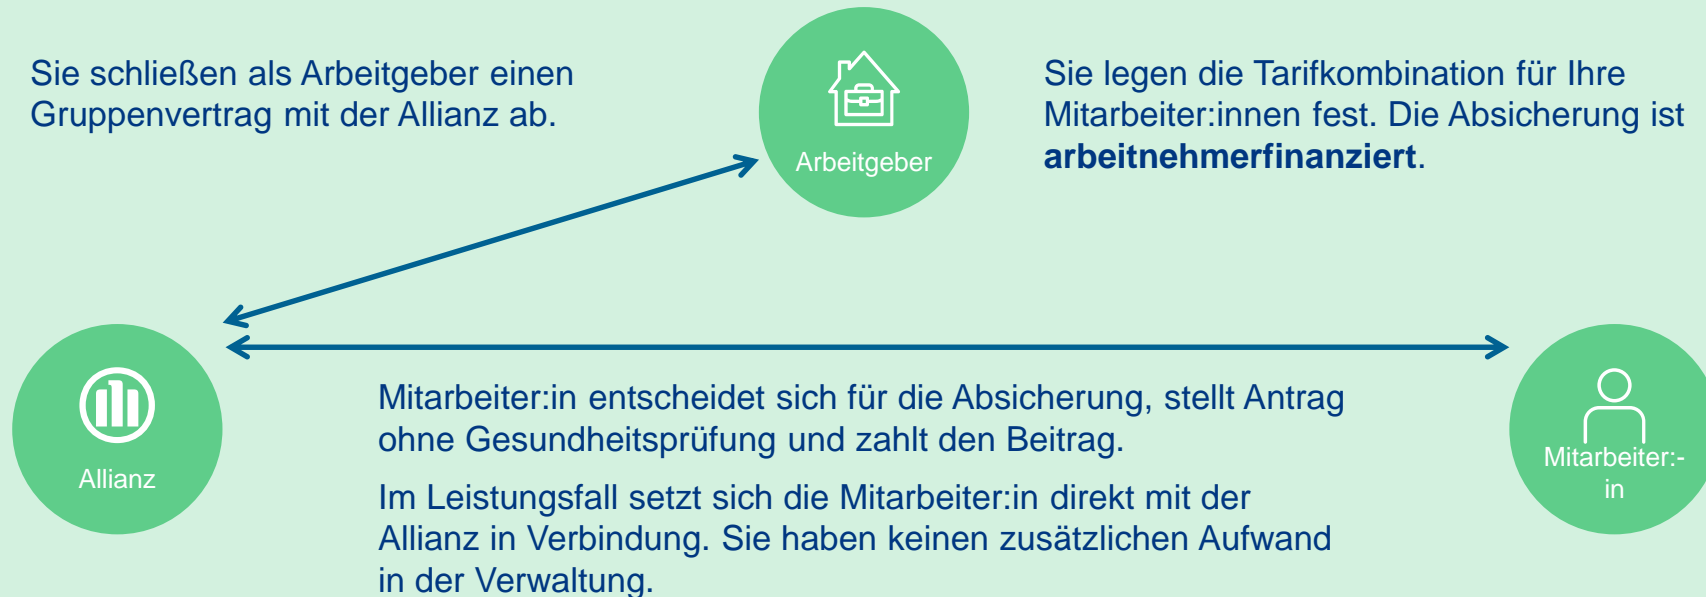 Sie schließen als Arbeitgeber einen
Gruppenvertrag mit der Allianz ab.
Arbeitgeber
Sie legen die Tarifkombination für Ihre
Mitarbeiter:innen fest. Die Absicherung ist
arbeitnehmerfinanziert.
Allianz
Mitarbeiter:in entscheidet sich für die Absicherung, stellt Antrag
ohne Gesundheitsprüfung und zahlt den Beitrag.
Im Leistungsfall setzt sich die Mitarbeiter:in direkt mit der
Allianz in Verbindung. Sie haben keinen zusätzlichen Aufwand
in der Verwaltung.
Mitarbeiter:-
in